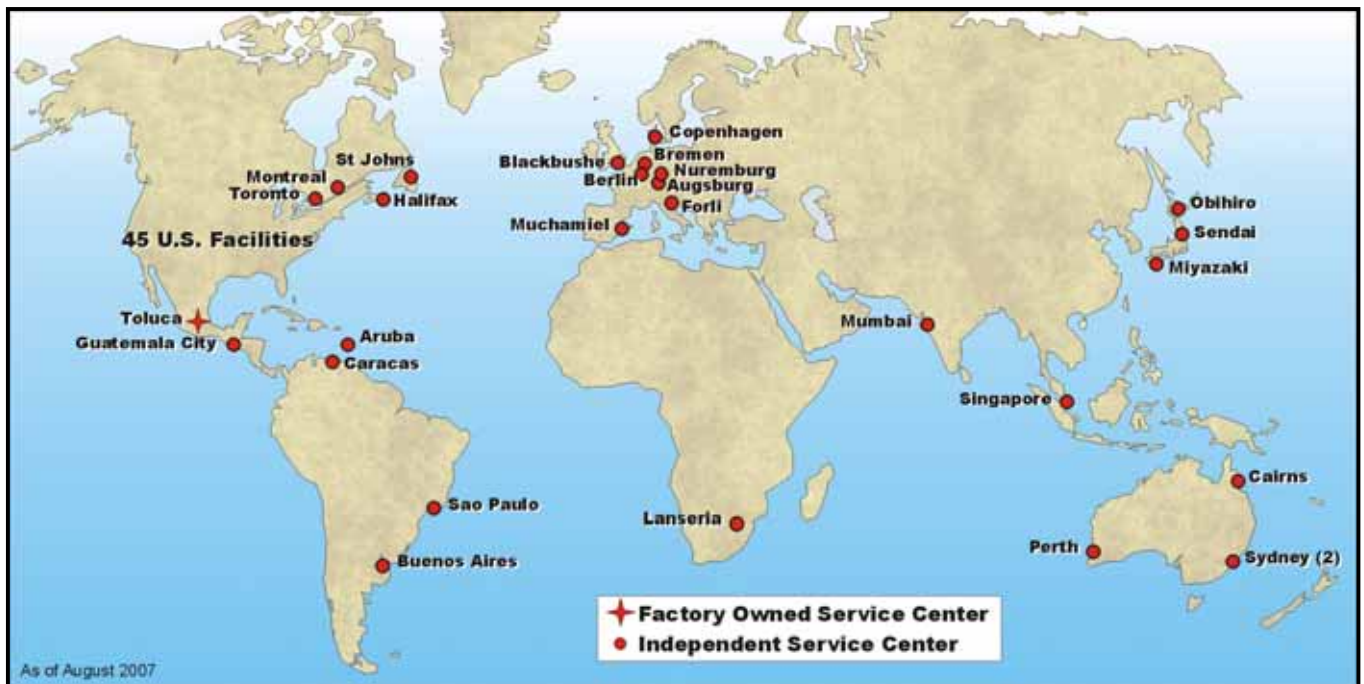 Copenhagen
Blackbushe
Bremen
Berlin
Nuremburg
Augsburg
Forli
Muchamiel
St Johns
Montreal
Toronto
Halifax
45 U.S. Facilities
Obihiro
Sendai
Miyazaki
Toluca
Guatemala City
Aruba
Caracas
Mumbai
Singapore
Cairns
Sao Paulo
Lanseria
Perth
Sydney (2)
Buenos Aires
Factory Owned Service Center
Independent Service Center
As of August 2007